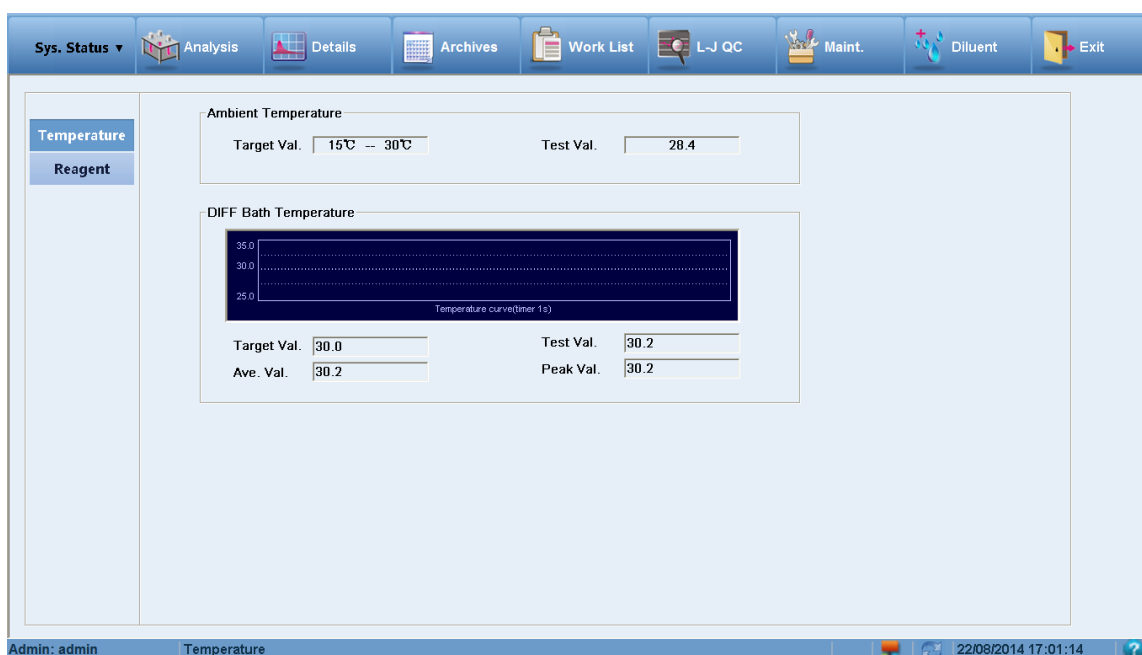 Sys. Status ▼ Analysis Details Archives Work List L-J QC Maint. Diluent Exit
Temperature
Reagent
Ambient Temperature
Target Val. 15℃ -- 30℃ Test Val. 28.4
DIFF Bath Temperature
35.0
30.0
25.0
Temperature curve(timer 1s)
Target Val. 30.0 Test Val. 30.2
Ave. Val. 30.2 Peak Val. 30.2
Admin: admin Temperature 22/08/2014 17:01:14 ?